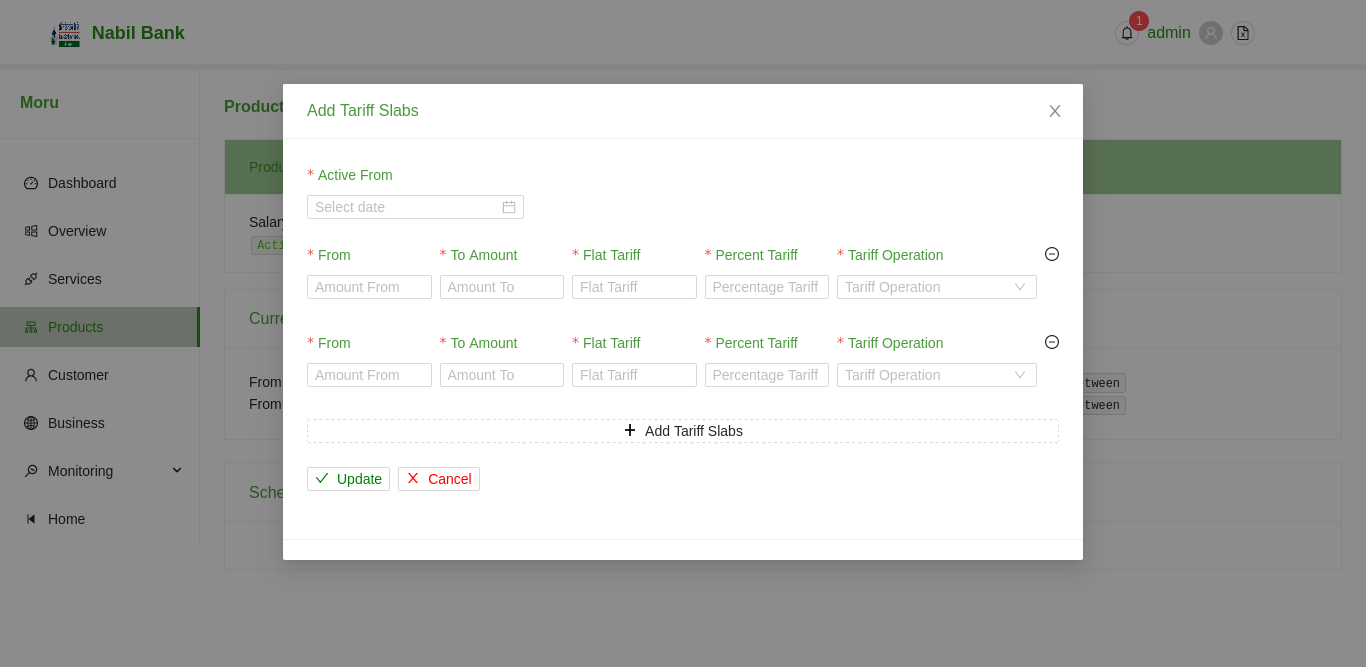 Nabil Bank
1
admin
Moru
Product
Add Tariff Slabs
Dashboard
Overview
Services
Products
Customer
Business
Monitoring
Home
Produ
Salary
Acti
Curre
From
From
Sche
* Active From
Select date
* From * To Amount * Flat Tariff * Percent Tariff * Tariff Operation
Amount From Amount To Flat Tariff Percentage Tariff Tariff Operation
* From * To Amount * Flat Tariff * Percent Tariff * Tariff Operation
Amount From Amount To Flat Tariff Percentage Tariff Tariff Operation
Add Tariff Slabs
Update Cancel
etween
etween